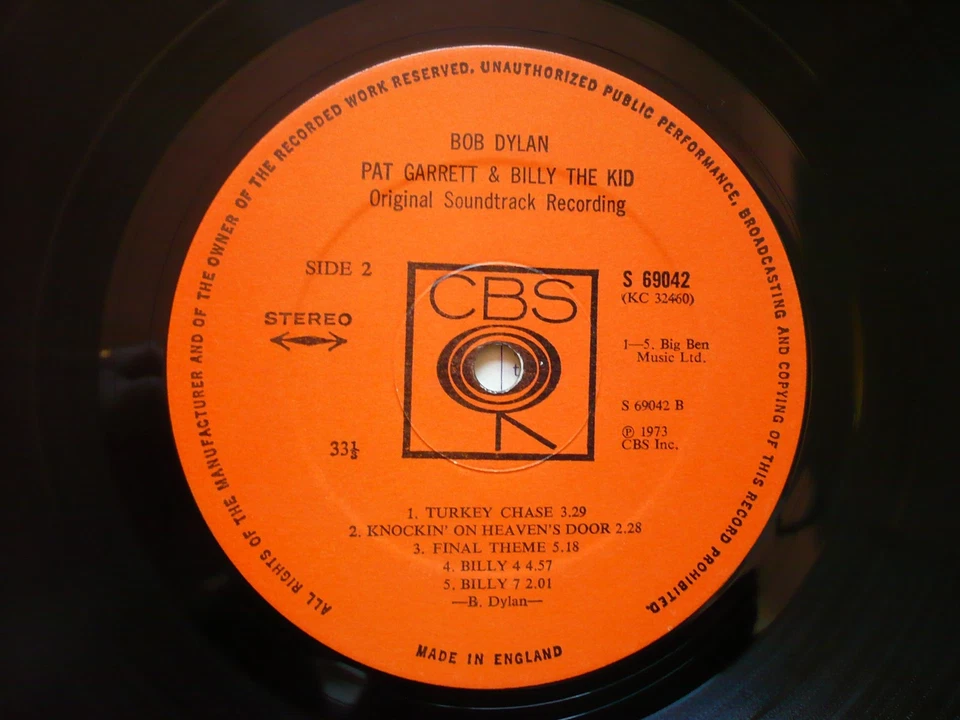 ALL RIGHTS OF THE MANUFACTURER AND OF THE OWNER OF THE RECORDED WORK RESERVED. UNAUTHORIZED PUBLIC PERFORMANCE, BROADCASTING AND COPYING OF THIS RECORD PROHIBITED.
BOB DYLAN
PAT GARRETT & BILLY THE KID
Original Soundtrack Recording
SIDE 2
STEREO
33⅓
CBS
S 69042
(KC 32460)
1—5. Big Ben
Music Ltd.
S 69042 B
℗ 1973
CBS Inc.
1. TURKEY CHASE 3.29
2. KNOCKIN' ON HEAVEN'S DOOR 2.28
3. FINAL THEME 5.18
4. BILLY 4 4.57
5. BILLY 7 2.01
—B. Dylan—
MADE IN ENGLAND